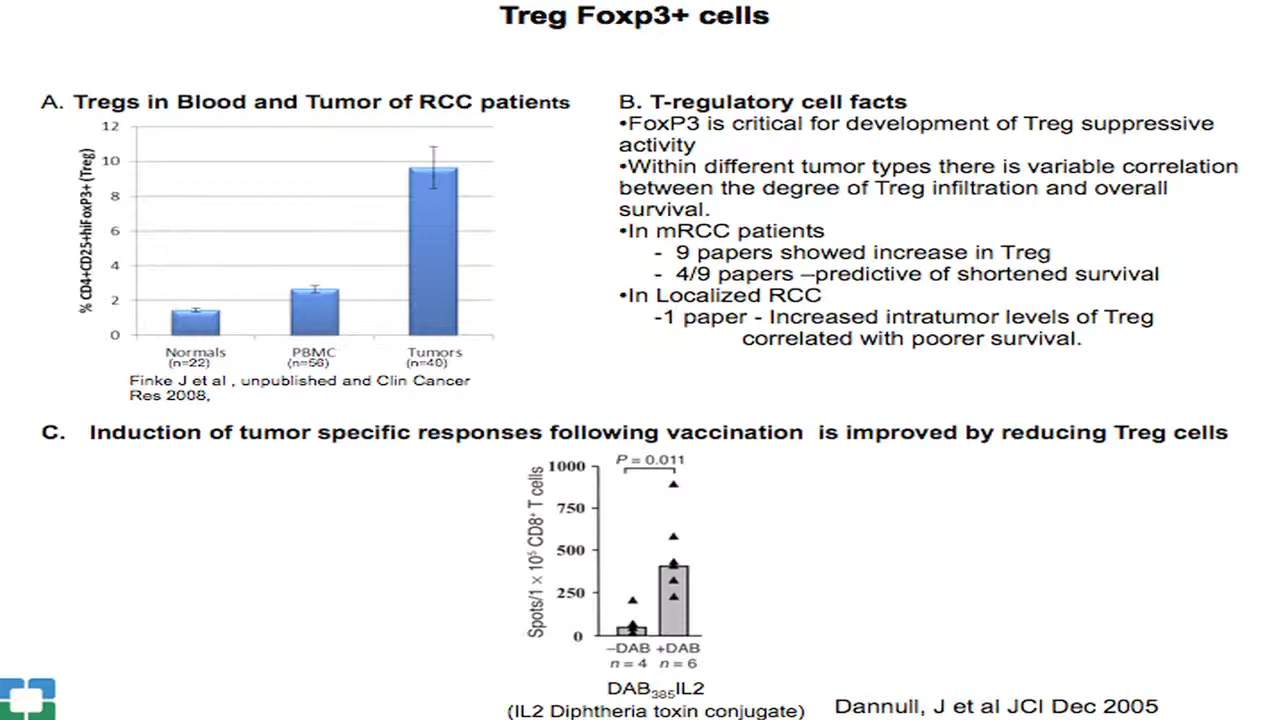 Treg Foxp3+ cells
A. Tregs in Blood and Tumor of RCC patients
% CD4+CD25+hiFoxP3+ (Treg)
12
10
8
6
4
2
0
Normals PBMC Tumors
(n=22) (n=56) (n=40)
Finke J et al , unpublished and Clin Cancer
Res 2008,
B. T-regulatory cell facts
•FoxP3 is critical for development of Treg suppressive
activity
•Within different tumor types there is variable correlation
between the degree of Treg infiltration and overall
survival.
•In mRCC patients
- 9 papers showed increase in Treg
- 4/9 papers –predictive of shortened survival
•In Localized RCC
-1 paper - Increased intratumor levels of Treg
correlated with poorer survival.
C. Induction of tumor specific responses following vaccination is improved by reducing Treg cells
P = 0.011
Spots/1 × 10⁵ CD8⁺ T cells
1000
750
500
250
0
–DAB +DAB
n = 4 n = 6
DAB₃₈₅IL2
(IL2 Diphtheria toxin conjugate)
Dannull, J et al JCI Dec 2005